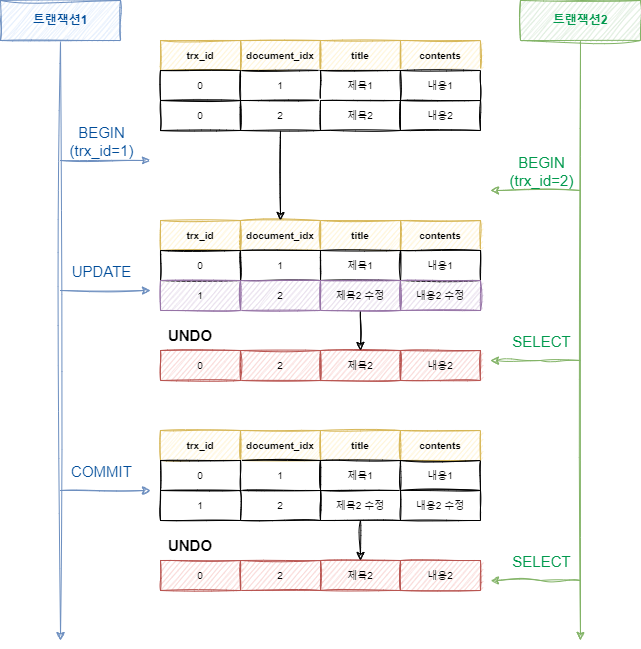 트랜잭션1
트랜잭션2
trx_id document_idx title contents
0 1 제목1 내용1
0 2 제목2 내용2
BEGIN
(trx_id=1)
BEGIN
(trx_id=2)
trx_id document_idx title contents
0 1 제목1 내용1
UPDATE
1 2 제목2 수정 내용2 수정
UNDO
SELECT
0 2 제목2 내용2
trx_id document_idx title contents
0 1 제목1 내용1
COMMIT
1 2 제목2 수정 내용2 수정
UNDO
SELECT
0 2 제목2 내용2